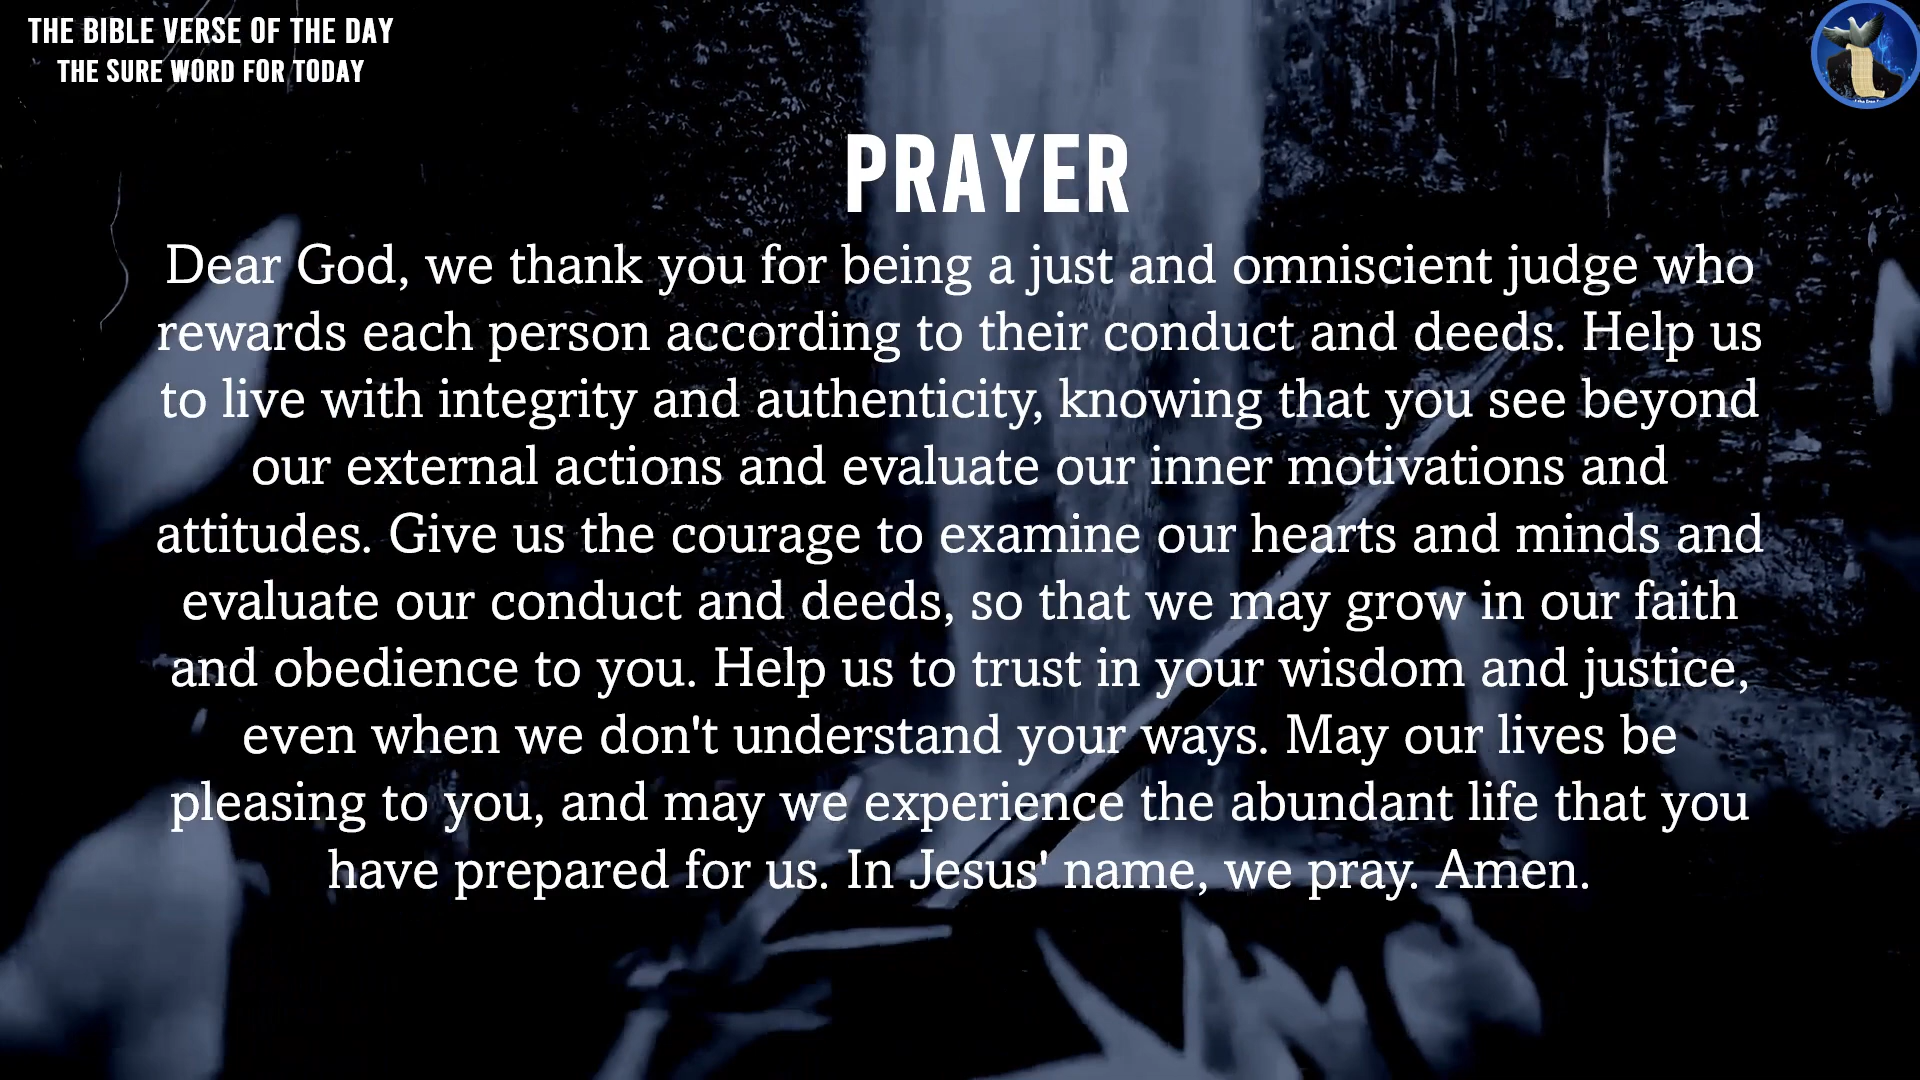 THE BIBLE VERSE OF THE DAY
THE SURE WORD FOR TODAY
PRAYER
Dear God, we thank you for being a just and omniscient judge who
rewards each person according to their conduct and deeds. Help us
to live with integrity and authenticity, knowing that you see beyond
our external actions and evaluate our inner motivations and
attitudes. Give us the courage to examine our hearts and minds and
evaluate our conduct and deeds, so that we may grow in our faith
and obedience to you. Help us to trust in your wisdom and justice,
even when we don't understand your ways. May our lives be
pleasing to you, and may we experience the abundant life that you
have prepared for us. In Jesus' name, we pray. Amen.